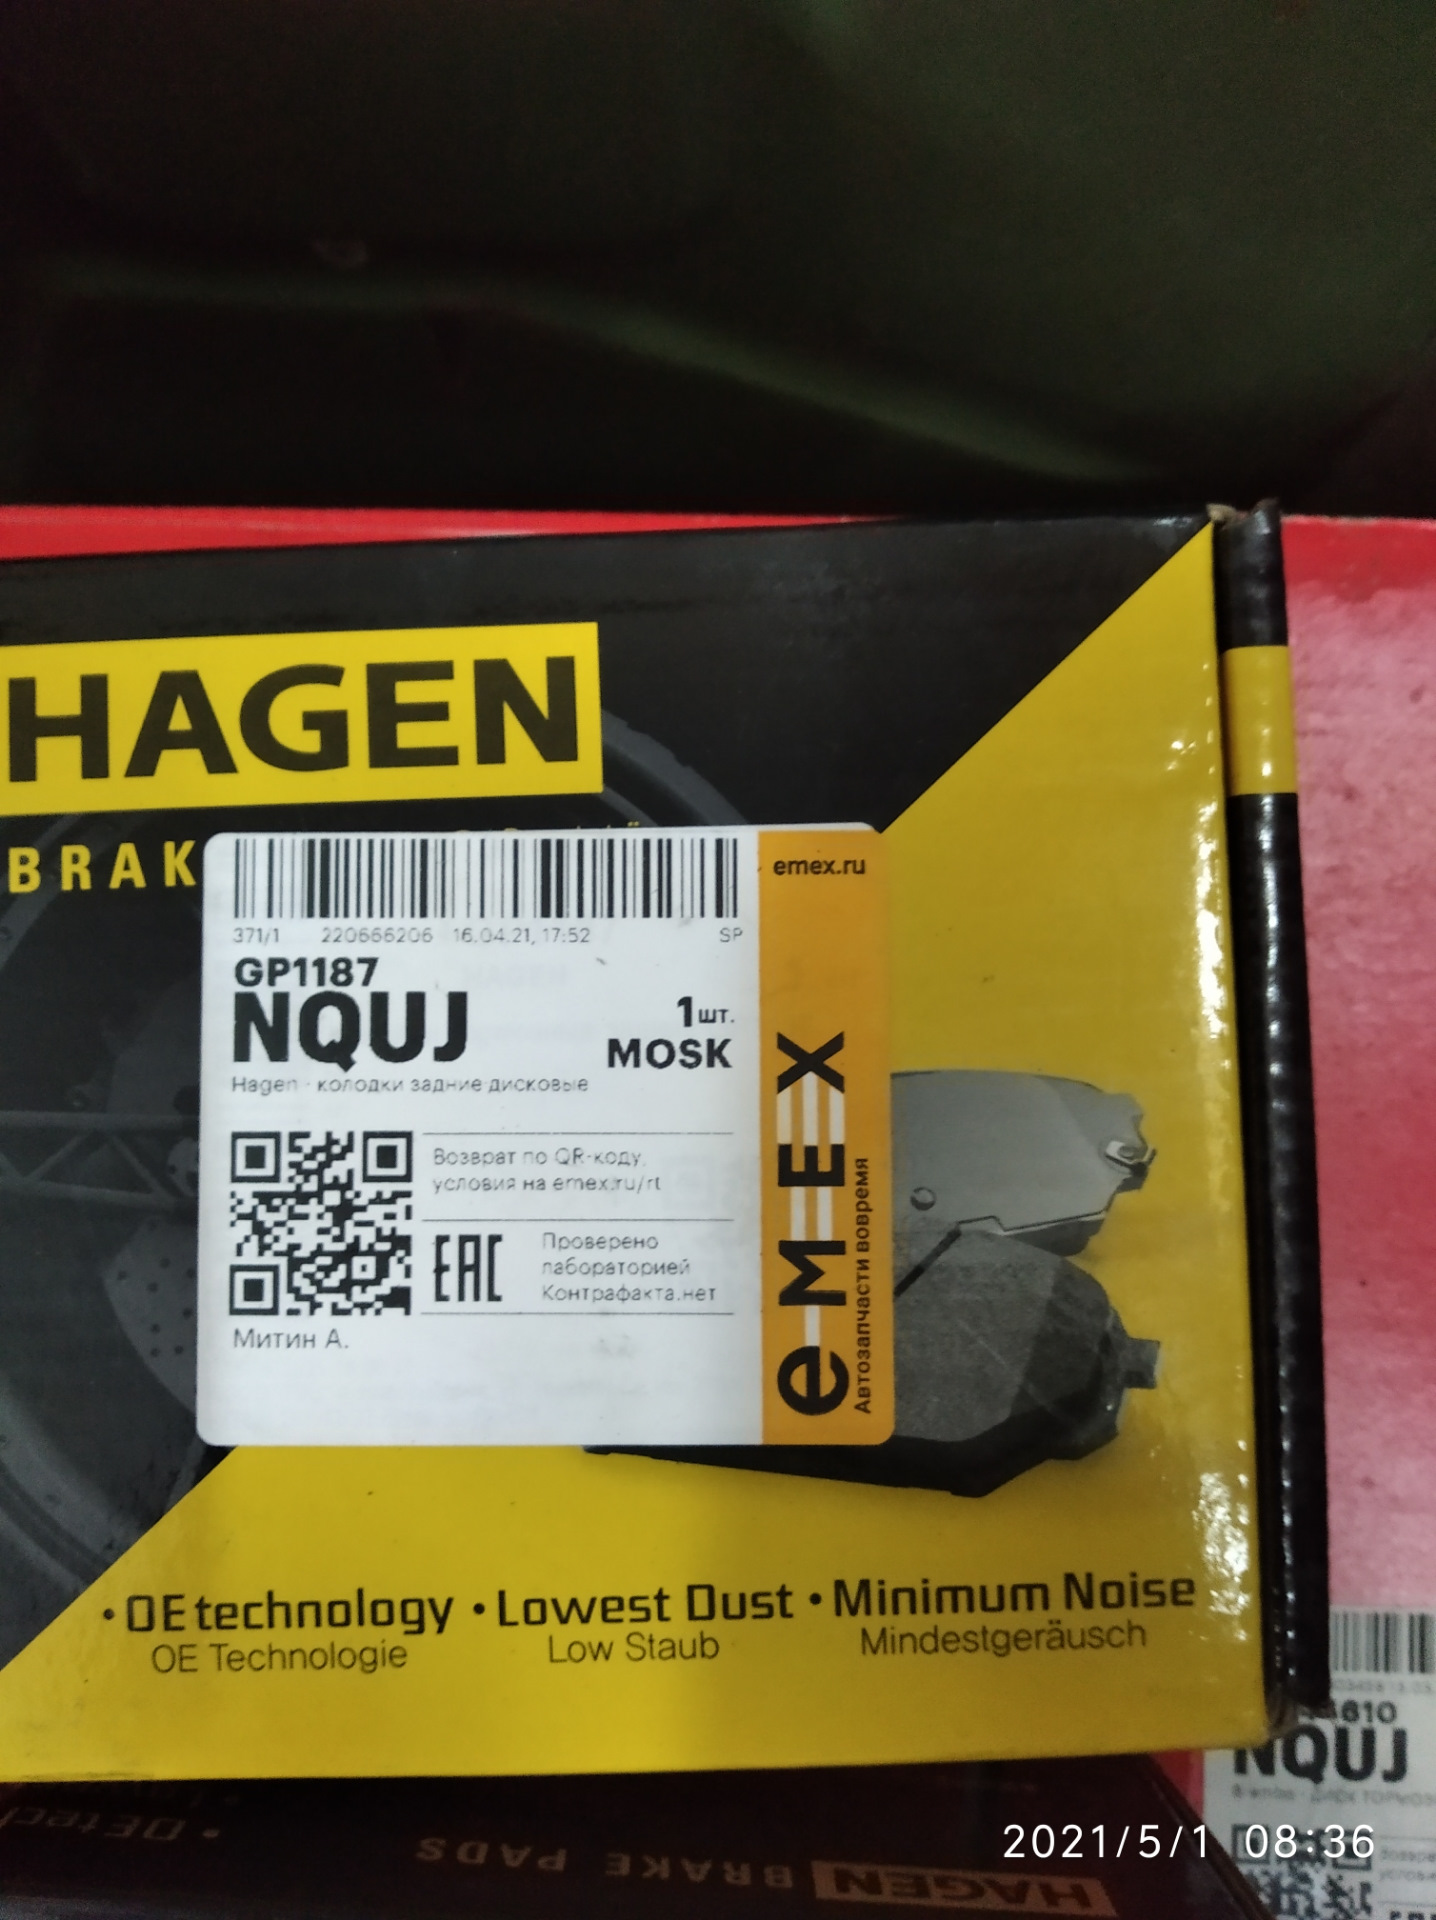 HAGEN
BRAK
emex.ru
371/1 220666206 16.04.21, 17:52 SP
GP1187
NQUJ
1шт.
MOSK
Hagen - колодки задние дисковые
Возврат по QR-коду,
условия на emex.ru/rt
EAC
Проверено
лабораторией
Контрафакта.нет
Митин А.
eMEX
Автозапчасти вовремя
• OE technology • Lowest Dust • Minimum Noise
OE Technologie Low Staub Mindestgeräusch
NQUJ
HAGEN BRAKE PADS
2021/5/1 08:36